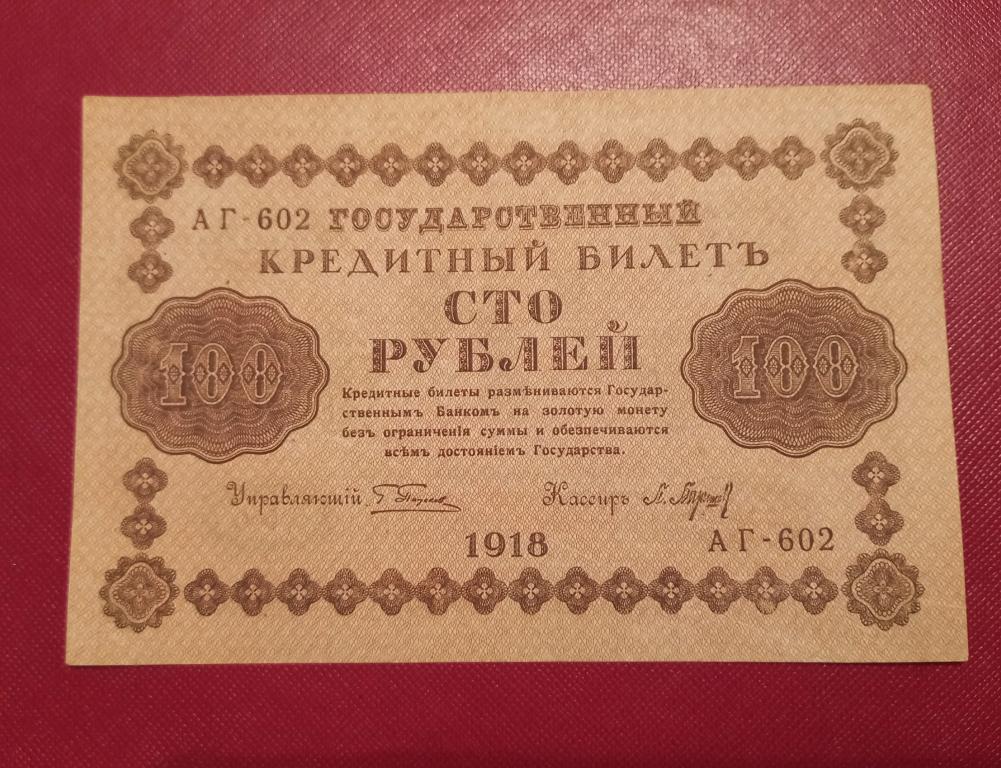 АГ-602 ГОСУДАРСТВЕННЫЙ
КРЕДИТНЫЙ БИЛЕТЪ
СТО
РУБЛЕЙ
100 100
Кредитные билеты размѣниваются Государ-
ственнымъ Банкомъ на золотую монету
безъ ограниченія суммы и обезпечиваются
всѣмъ достояніемъ Государства.
Управляющій Кассиръ
1918 АГ-602